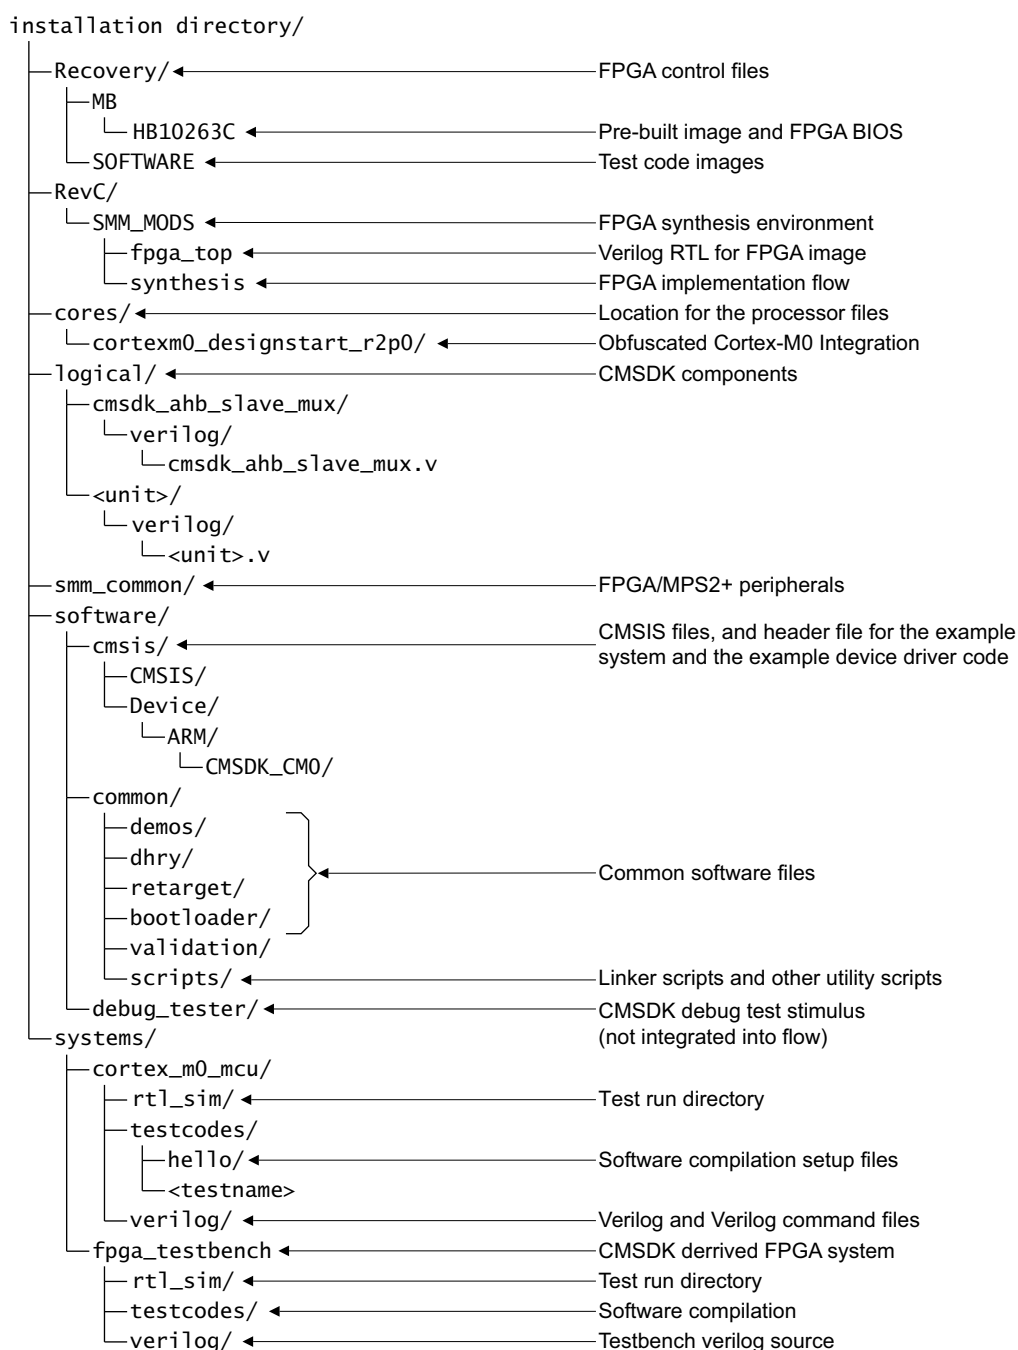 installation directory/
Recovery/ FPGA control files
MB
HB10263C Pre-built image and FPGA BIOS
SOFTWARE Test code images
RevC/
SMM_MODS FPGA synthesis environment
fpga_top Verilog RTL for FPGA image
synthesis FPGA implementation flow
cores/ Location for the processor files
cortexm0_designstart_r2p0/ Obfuscated Cortex-M0 Integration
logical/ CMSDK components
cmsdk_ahb_slave_mux/
verilog/
cmsdk_ahb_slave_mux.v
<unit>/
verilog/
<unit>.v
smm_common/ FPGA/MPS2+ peripherals
software/
cmsis/ CMSIS files, and header file for the example
system and the example device driver code
CMSIS/
Device/
ARM/
CMSDK_CM0/
common/
demos/
dhry/
retarget/ Common software files
bootloader/
validation/
scripts/ Linker scripts and other utility scripts
debug_tester/ CMSDK debug test stimulus
(not integrated into flow)
systems/
cortex_m0_mcu/
rtl_sim/ Test run directory
testcodes/
hello/ Software compilation setup files
<testname>
verilog/ Verilog and Verilog command files
fpga_testbench CMSDK derrived FPGA system
rtl_sim/ Test run directory
testcodes/ Software compilation
verilog/ Testbench verilog source